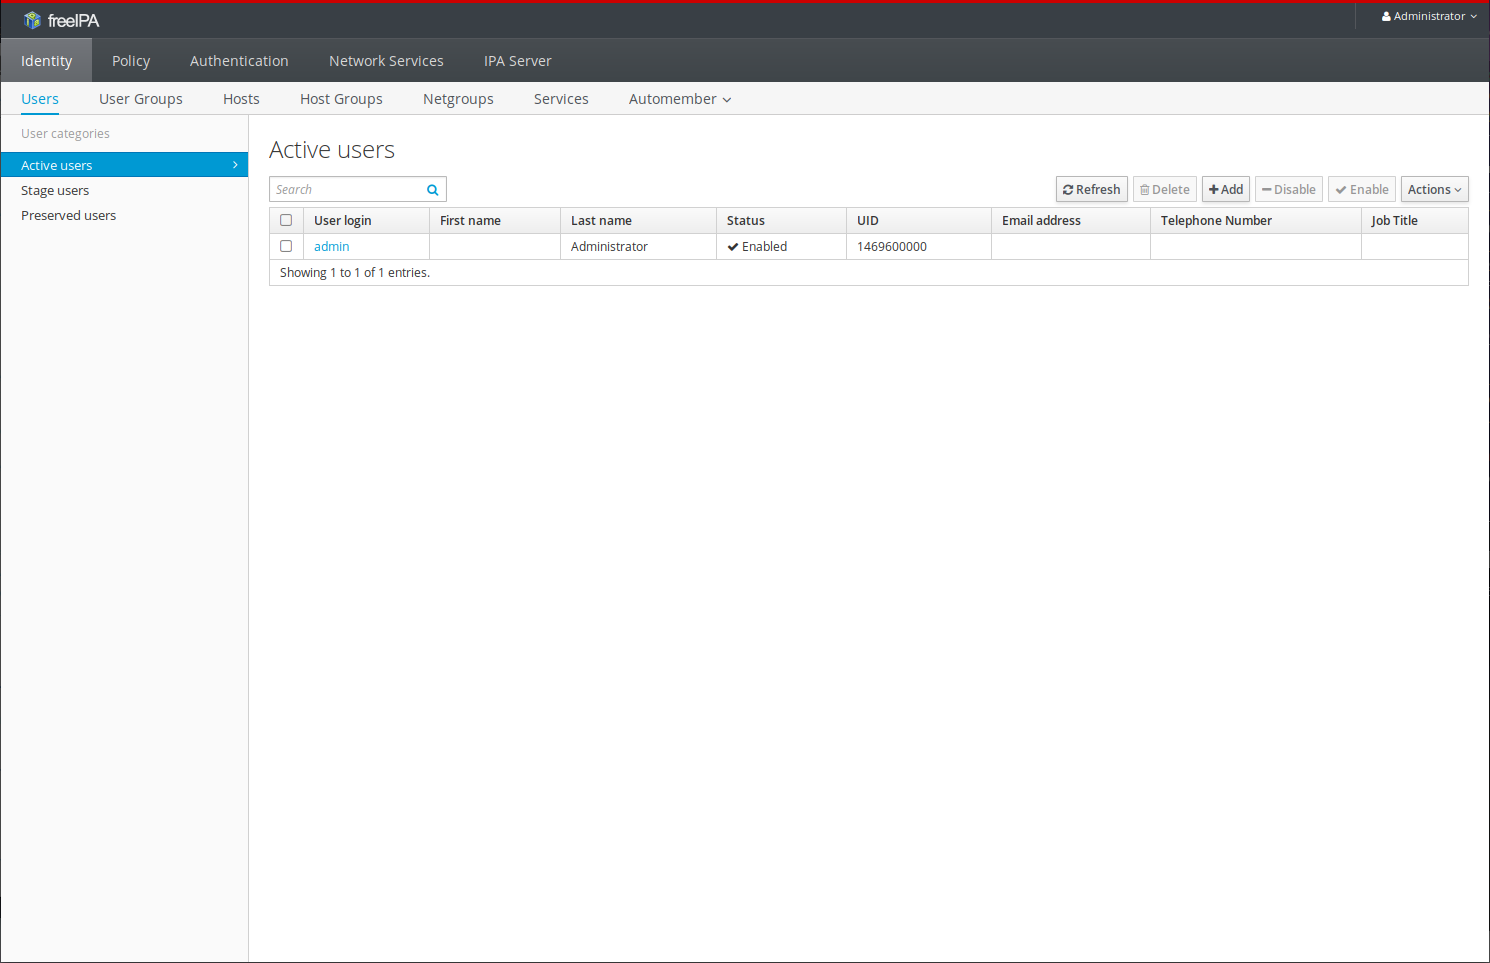 freeIPA
Administrator
Identity Policy Authentication Network Services IPA Server
Users User Groups Hosts Host Groups Netgroups Services Automember
User categories
Active users
Stage users
Preserved users
Active users
Search
Refresh Delete Add Disable Enable Actions
User login First name Last name Status UID Email address Telephone Number Job Title
admin Administrator Enabled 1469600000
Showing 1 to 1 of 1 entries.